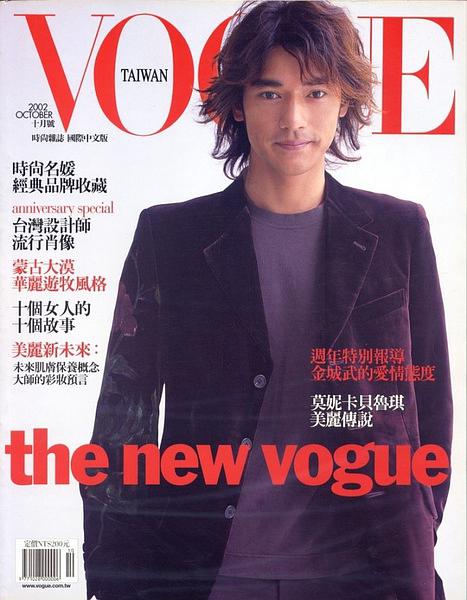 VOGUE
TAIWAN
2002
OCTOBER
十月號
時尚雜誌 國際中文版
時尚名媛
經典品牌收藏
anniversary special
台灣設計師
流行肖像
蒙古大漠
華麗遊牧風格
十個女人的
十個故事
美麗新未來:
未來肌膚保養概念
大師的彩妝預言
週年特別報導
金城武的愛情態度
莫妮卡貝魯琪
美麗傳說
the new vogue
定價NT$200元
www.vogue.com.tw